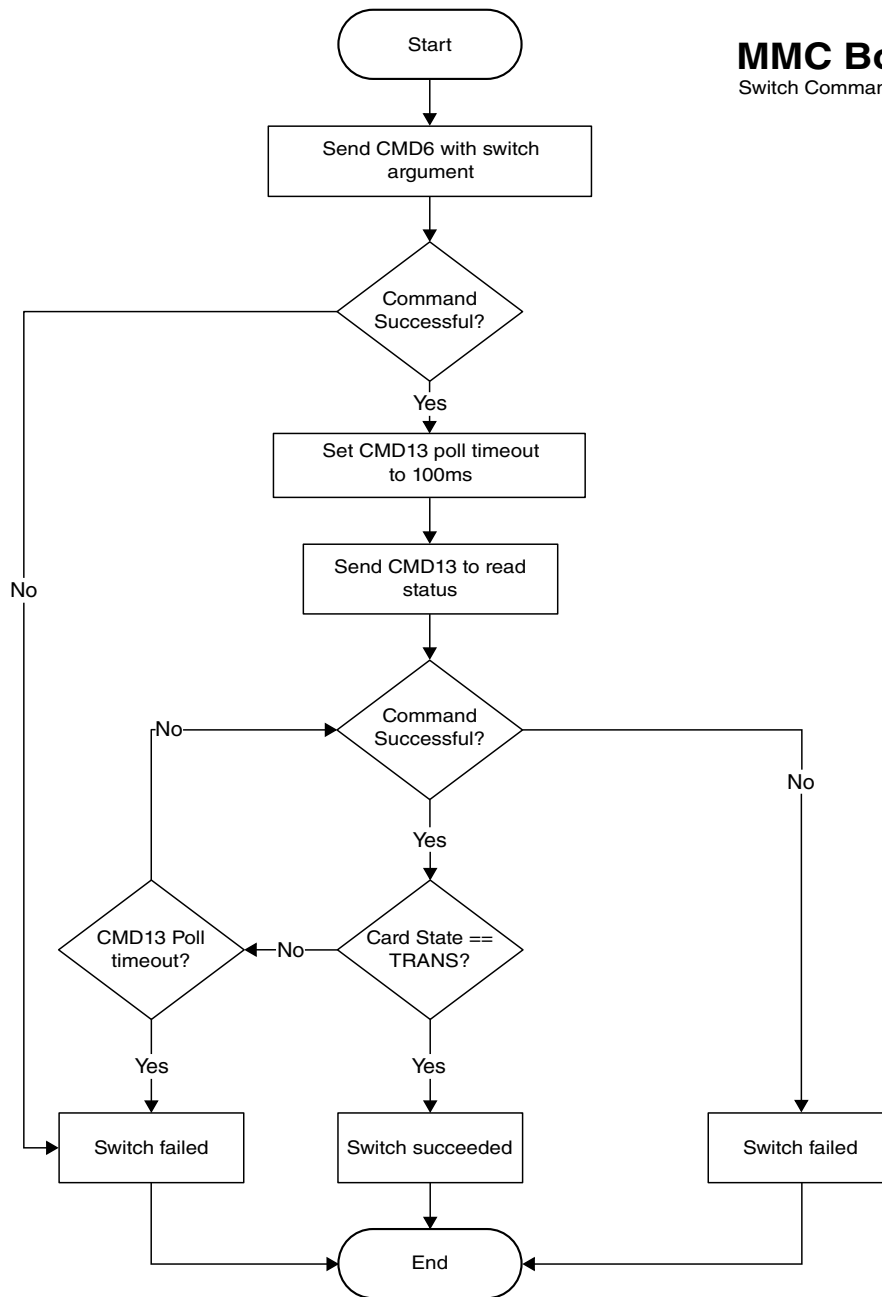 Start
MMC Bo
Switch Comman
Send CMD6 with switch
argument
Command
Successful?
Yes
Set CMD13 poll timeout
to 100ms
Send CMD13 to read
status
No
Command
Successful?
No
No
Yes
CMD13 Poll
timeout?
No
Card State ==
TRANS?
Yes
Yes
Switch failed
Switch succeeded
Switch failed
End